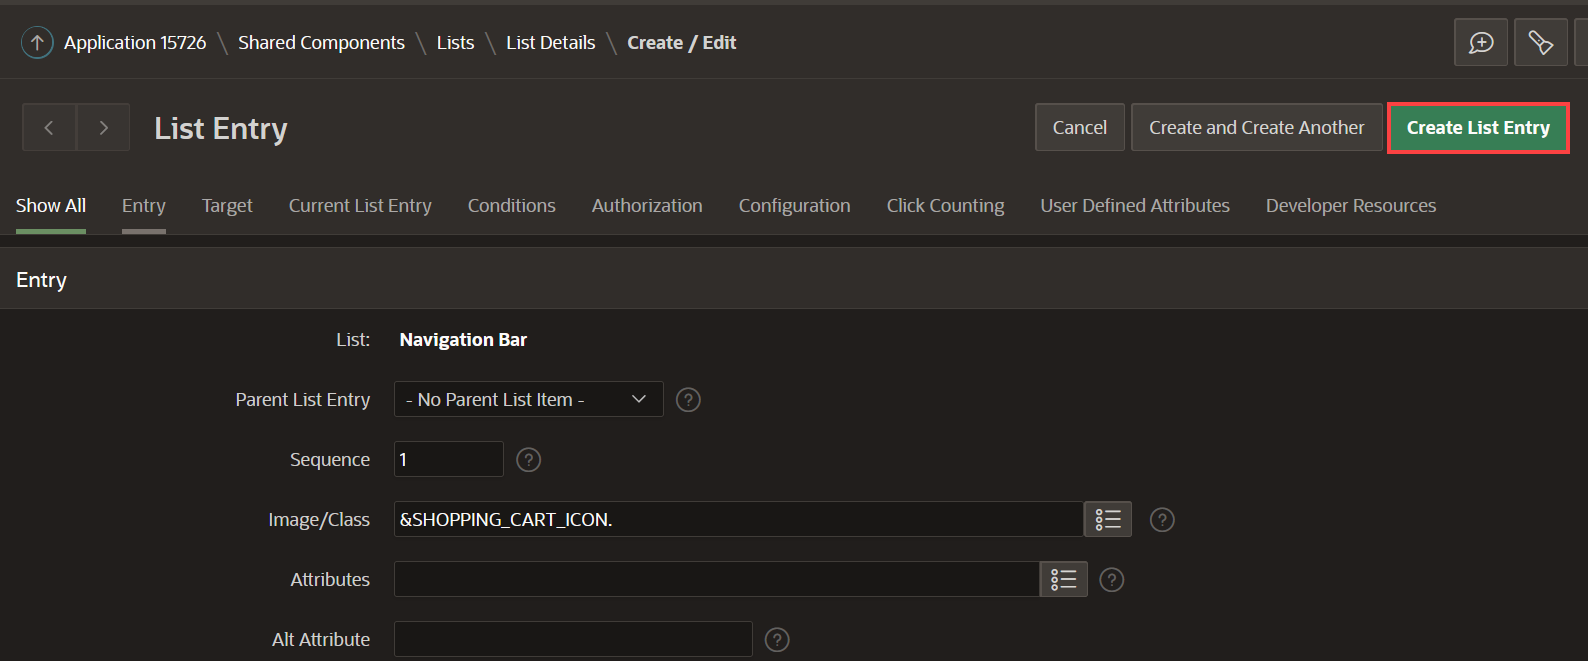 Application 15726 \ Shared Components \ Lists \ List Details \ Create / Edit
List Entry
Cancel
Create and Create Another
Create List Entry
Show All Entry Target Current List Entry Conditions Authorization Configuration Click Counting User Defined Attributes Developer Resources
Entry
List: Navigation Bar
Parent List Entry - No Parent List Item - ?
Sequence 1 ?
Image/Class &SHOPPING_CART_ICON. ?
Attributes ?
Alt Attribute ?